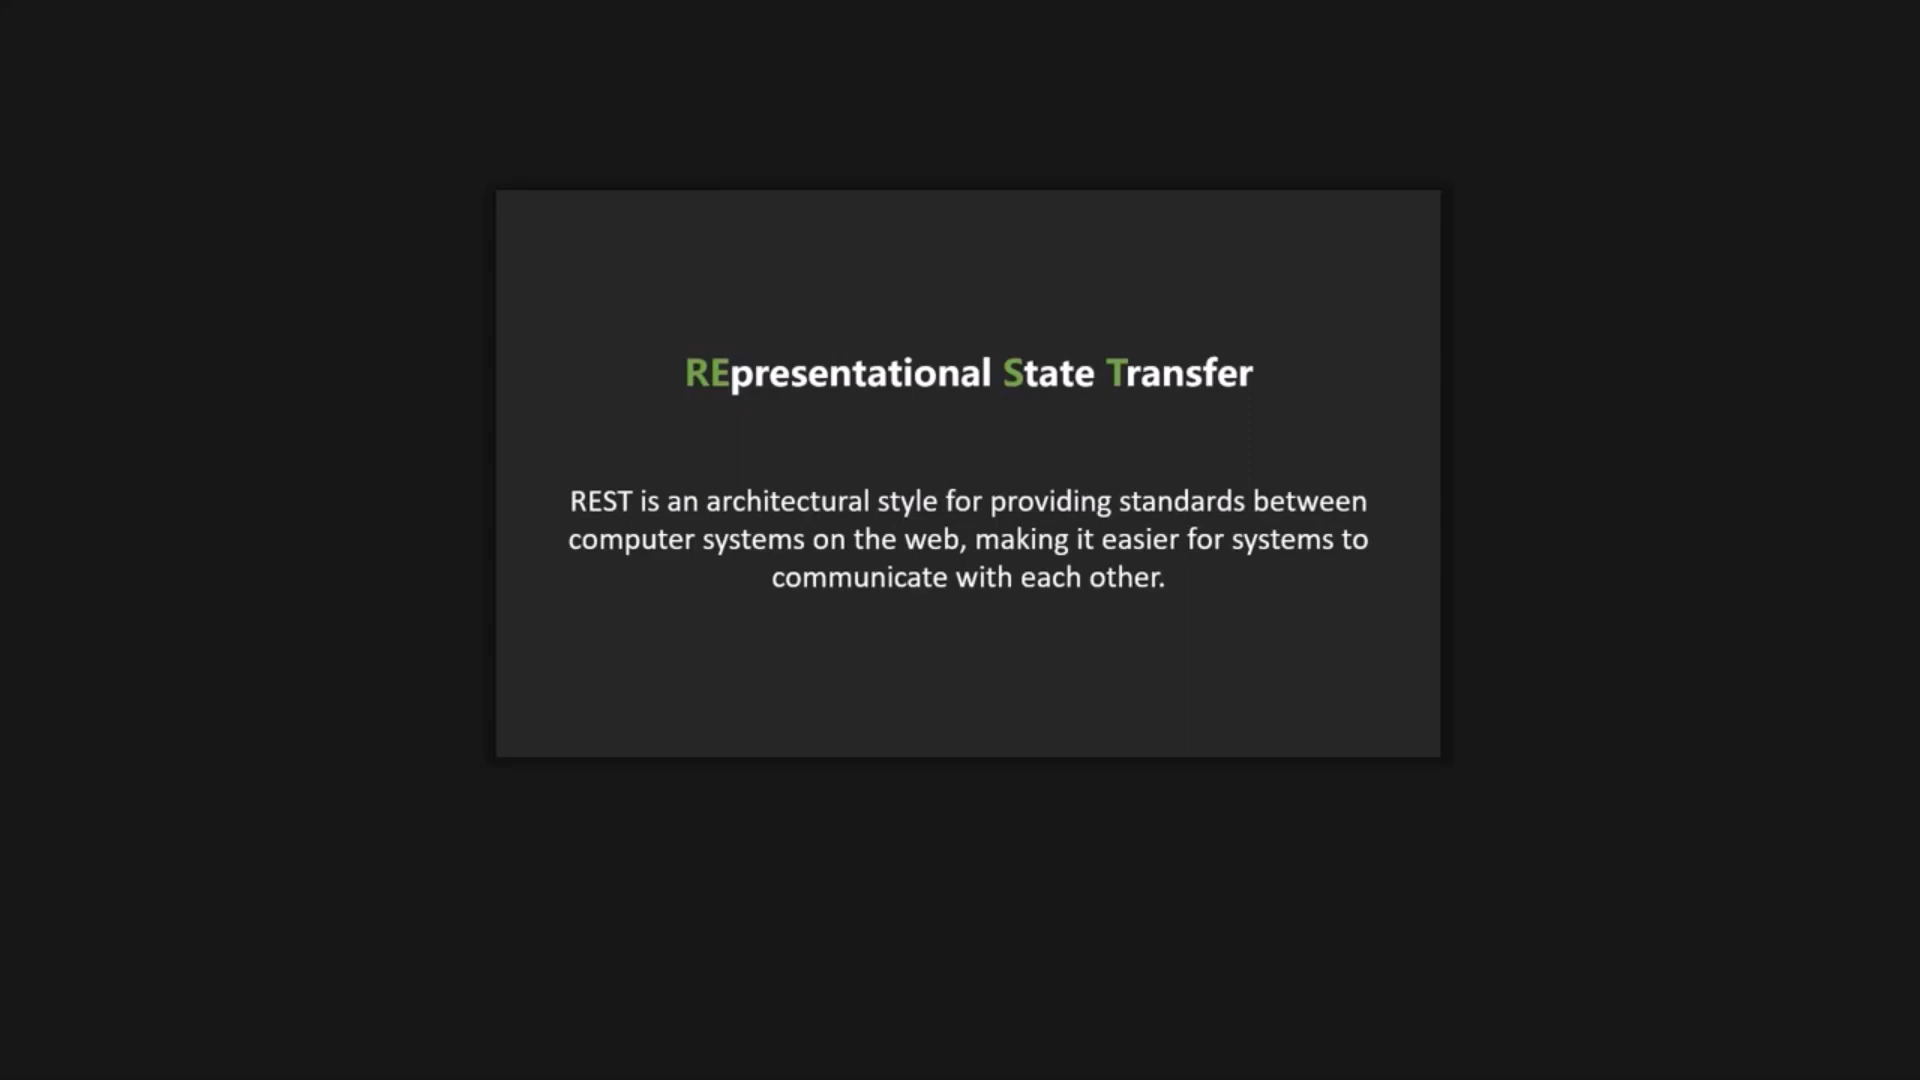 REpresentational State Transfer
REST is an architectural style for providing standards between
computer systems on the web, making it easier for systems to
communicate with each other.